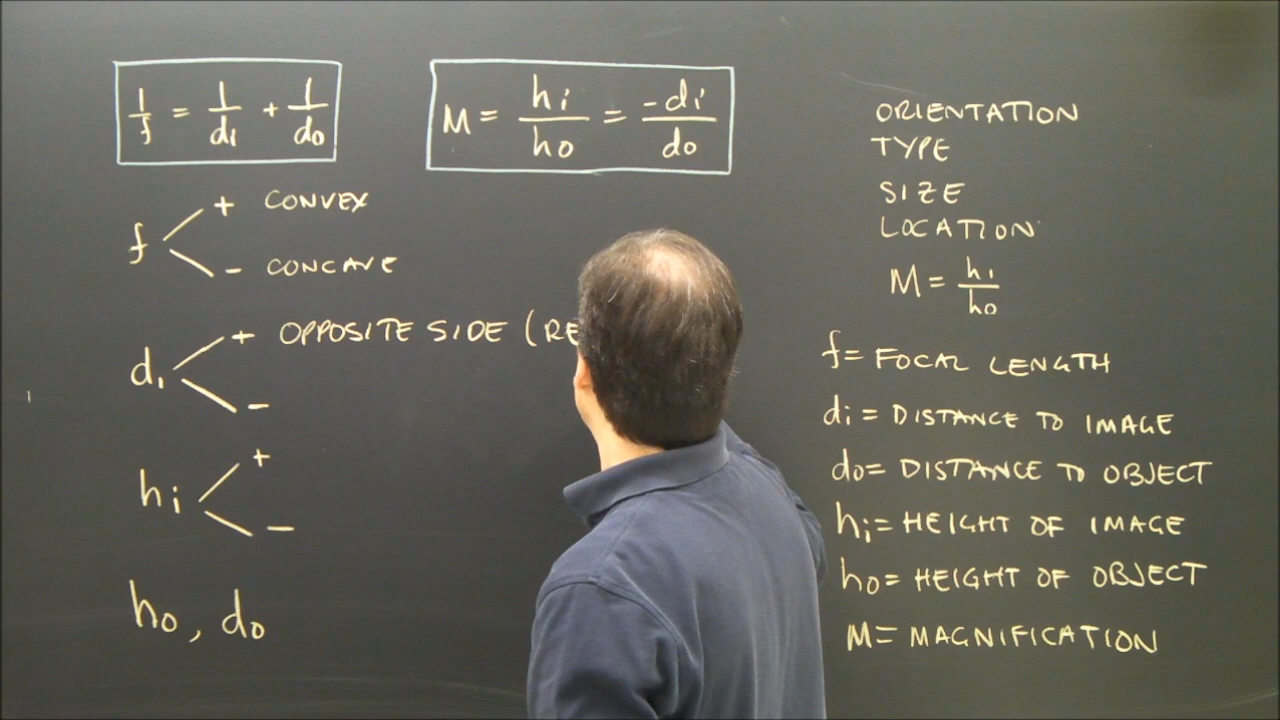 1/f = 1/di + 1/do
M = hi/ho = -di/do
f + CONVEX
- CONCAVE
di + OPPOSITE SIDE (RE
-
hi +
-
ho, do
ORIENTATION
TYPE
SIZE
LOCATION
M = hi/ho
f = FOCAL LENGTH
di = DISTANCE TO IMAGE
do = DISTANCE TO OBJECT
hi = HEIGHT OF IMAGE
ho = HEIGHT OF OBJECT
M = MAGNIFICATION